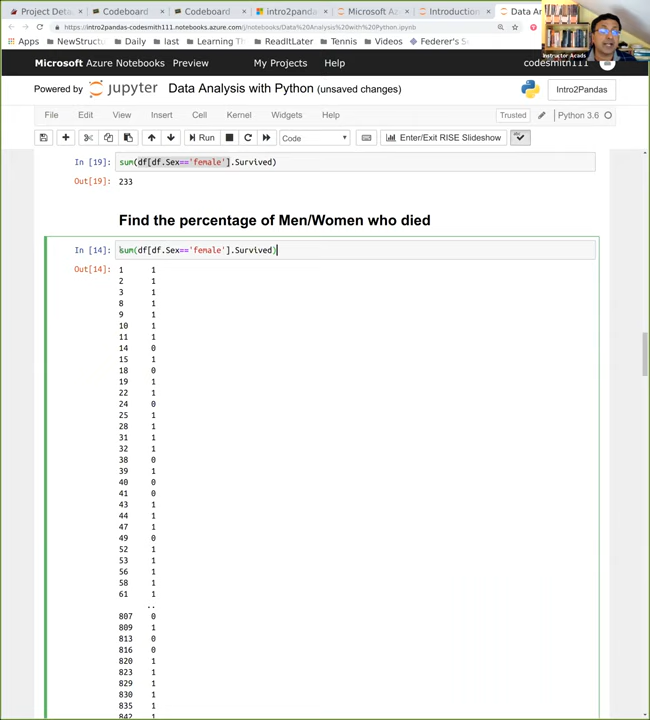 Project Deta
Codeboard
Codeboard
intro2panda
Microsoft Az
Introduction
Data An
https://intro2pandas-codesmith111.notebooks.azure.com/j/notebooks/Data%20Analysis%20with%20Python.ipynb
Apps
NewStructu
Daily
last
Learning
ReadItLater
Tennis
Videos
Federer's S
Instructor Acads
Microsoft Azure Notebooks
Preview
My Projects
Help
codesmith111
Powered by
jupyter
Data Analysis with Python (unsaved changes)
Intro2Pandas
File
Edit
View
Insert
Cell
Kernel
Widgets
Help
Trusted
Python 3.6
Run
Code
Enter/Exit RISE Slideshow
In [19]: sum(df[df.Sex=='female'].Survived)
Out[19]: 233
Find the percentage of Men/Women who died
In [14]: sum(df[df.Sex=='female'].Survived)
Out[14]: 1 1
2 1
3 1
8 1
9 1
10 1
11 1
14 0
15 1
18 0
19 1
22 1
24 0
25 1
28 1
31 1
32 1
38 0
39 1
40 0
41 0
43 1
44 1
47 1
49 0
52 1
53 1
56 1
58 1
61 1
..
807 0
809 1
813 0
816 0
820 1
823 1
829 1
830 1
835 1
842 1